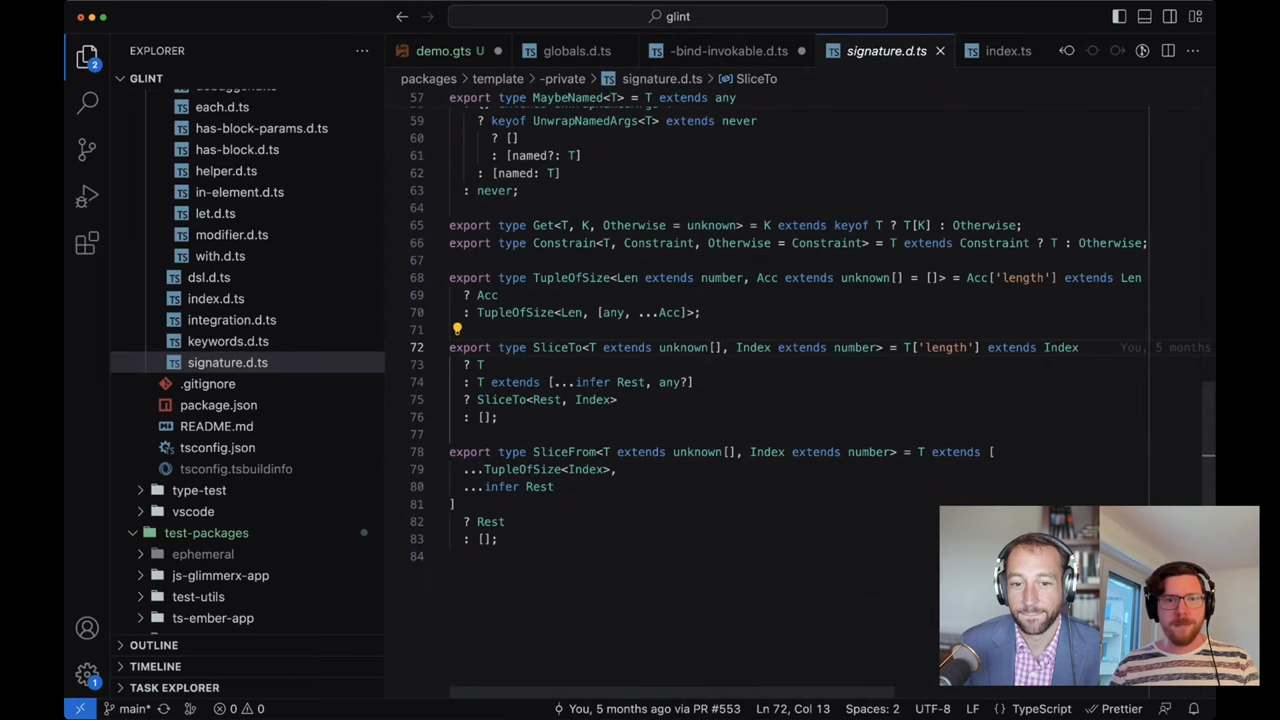 glint
EXPLORER
GLINT
each.d.ts
has-block-params.d.ts
has-block.d.ts
helper.d.ts
in-element.d.ts
let.d.ts
modifier.d.ts
with.d.ts
dsl.d.ts
index.d.ts
integration.d.ts
keywords.d.ts
signature.d.ts
.gitignore
package.json
README.md
tsconfig.json
tsconfig.tsbuildinfo
type-test
vscode
test-packages
ephemeral
js-glimmerx-app
test-utils
ts-ember-app
OUTLINE
TIMELINE
TASK EXPLORER
2
1
demo.gts U
globals.d.ts
-bind-invokable.d.ts
signature.d.ts
index.ts
packages > template > -private > signature.d.ts > SliceTo
57 export type MaybeNamed<T> = T extends any
59 ? keyof UnwrapNamedArgs<T> extends never
60 ? []
61 : [named?: T]
62 : [named: T]
63 : never;
64
65 export type Get<T, K, Otherwise = unknown> = K extends keyof T ? T[K] : Otherwise;
66 export type Constrain<T, Constraint, Otherwise = Constraint> = T extends Constraint ? T : Otherwise;
67
68 export type TupleOfSize<Len extends number, Acc extends unknown[] = []> = Acc['length'] extends Len
69 ? Acc
70 : TupleOfSize<Len, [any, ...Acc]>;
71
72 export type SliceTo<T extends unknown[], Index extends number> = T['length'] extends Index You, 5 months
73 ? T
74 : T extends [...infer Rest, any?]
75 ? SliceTo<Rest, Index>
76 : [];
77
78 export type SliceFrom<T extends unknown[], Index extends number> = T extends [
79 ...TupleOfSize<Index>,
80 ...infer Rest
81 ]
82 ? Rest
83 : [];
84
main* 0 0 You, 5 months ago via PR #553 Ln 72, Col 13 Spaces: 2 UTF-8 LF {} TypeScript Prettier